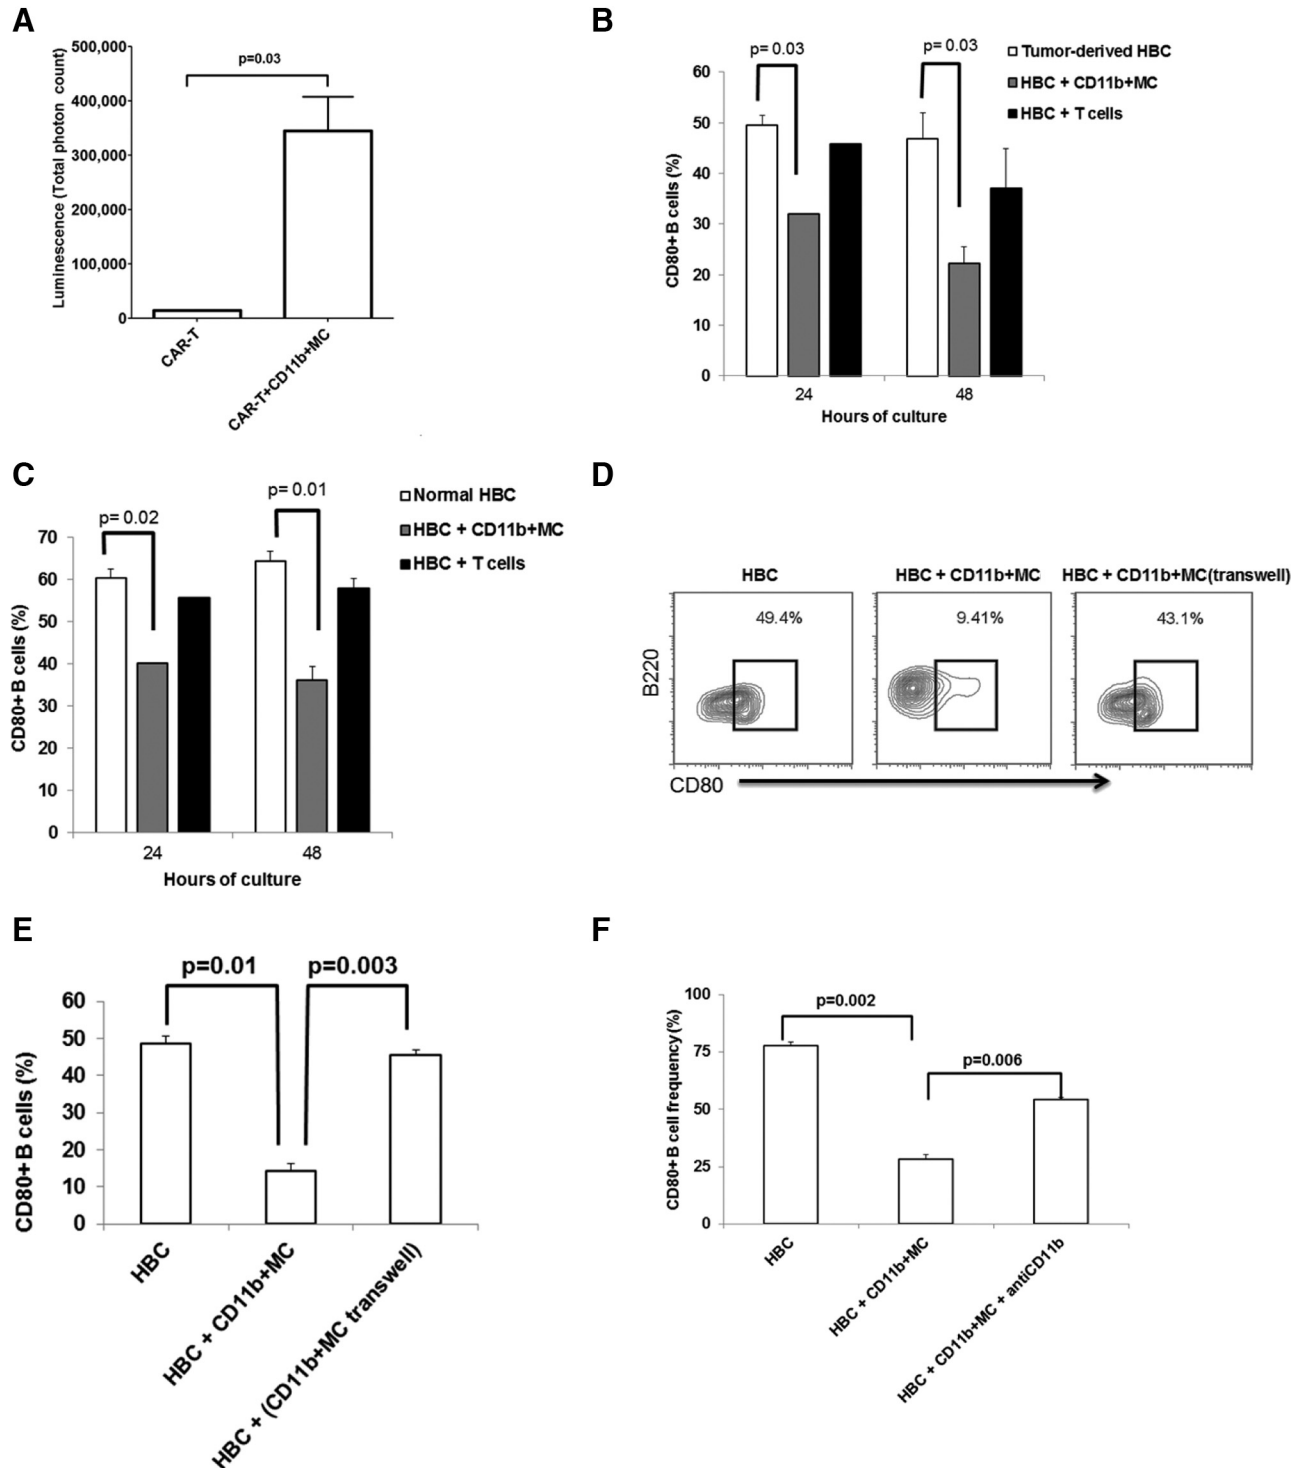 A
Luminescence (Total photon count)
500,000
400,000
300,000
200,000
100,000
0
p=0.03
CAR-T
CAR-T+CD11b+MC
B
CD80+ B cells (%)
60
50
40
30
20
10
0
p= 0.03
p= 0.03
Tumor-derived HBC
HBC + CD11b+MC
HBC + T cells
24
48
Hours of culture
C
CD80+ B cells (%)
70
60
50
40
30
20
10
0
p= 0.02
p= 0.01
Normal HBC
HBC + CD11b+MC
HBC + T cells
24
48
Hours of culture
D
HBC
HBC + CD11b+MC
HBC + CD11b+MC(transwell)
49.4%
9.41%
43.1%
B220
CD80
E
CD80+ B cells (%)
60
50
40
30
20
10
0
p=0.01
p=0.003
HBC
HBC + CD11b+MC
HBC + (CD11b+MC transwell)
F
CD80+ B cell frequency (%)
100
75
50
25
0
p=0.002
p=0.006
HBC
HBC + CD11b+MC
HBC + CD11b+MC + antiCD11b